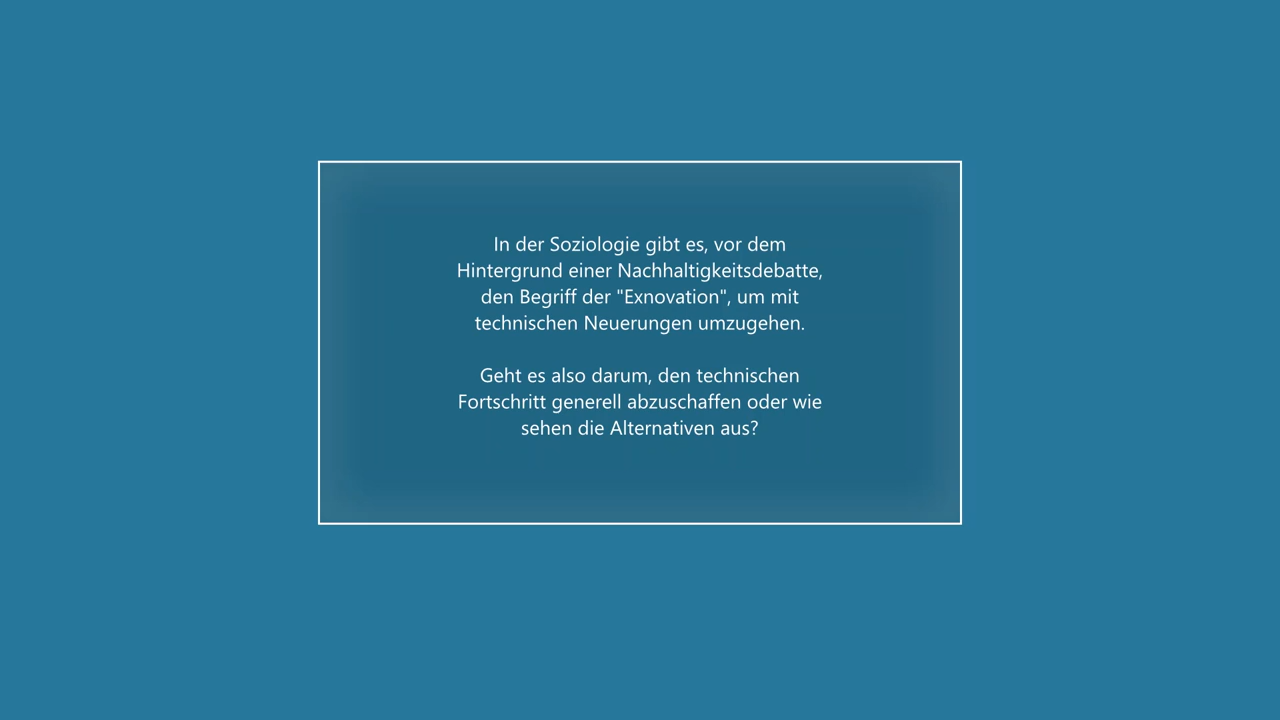 In der Soziologie gibt es, vor dem
Hintergrund einer Nachhaltigkeitsdebatte,
den Begriff der "Exnovation", um mit
technischen Neuerungen umzugehen.
Geht es also darum, den technischen
Fortschritt generell abzuschaffen oder wie
sehen die Alternativen aus?